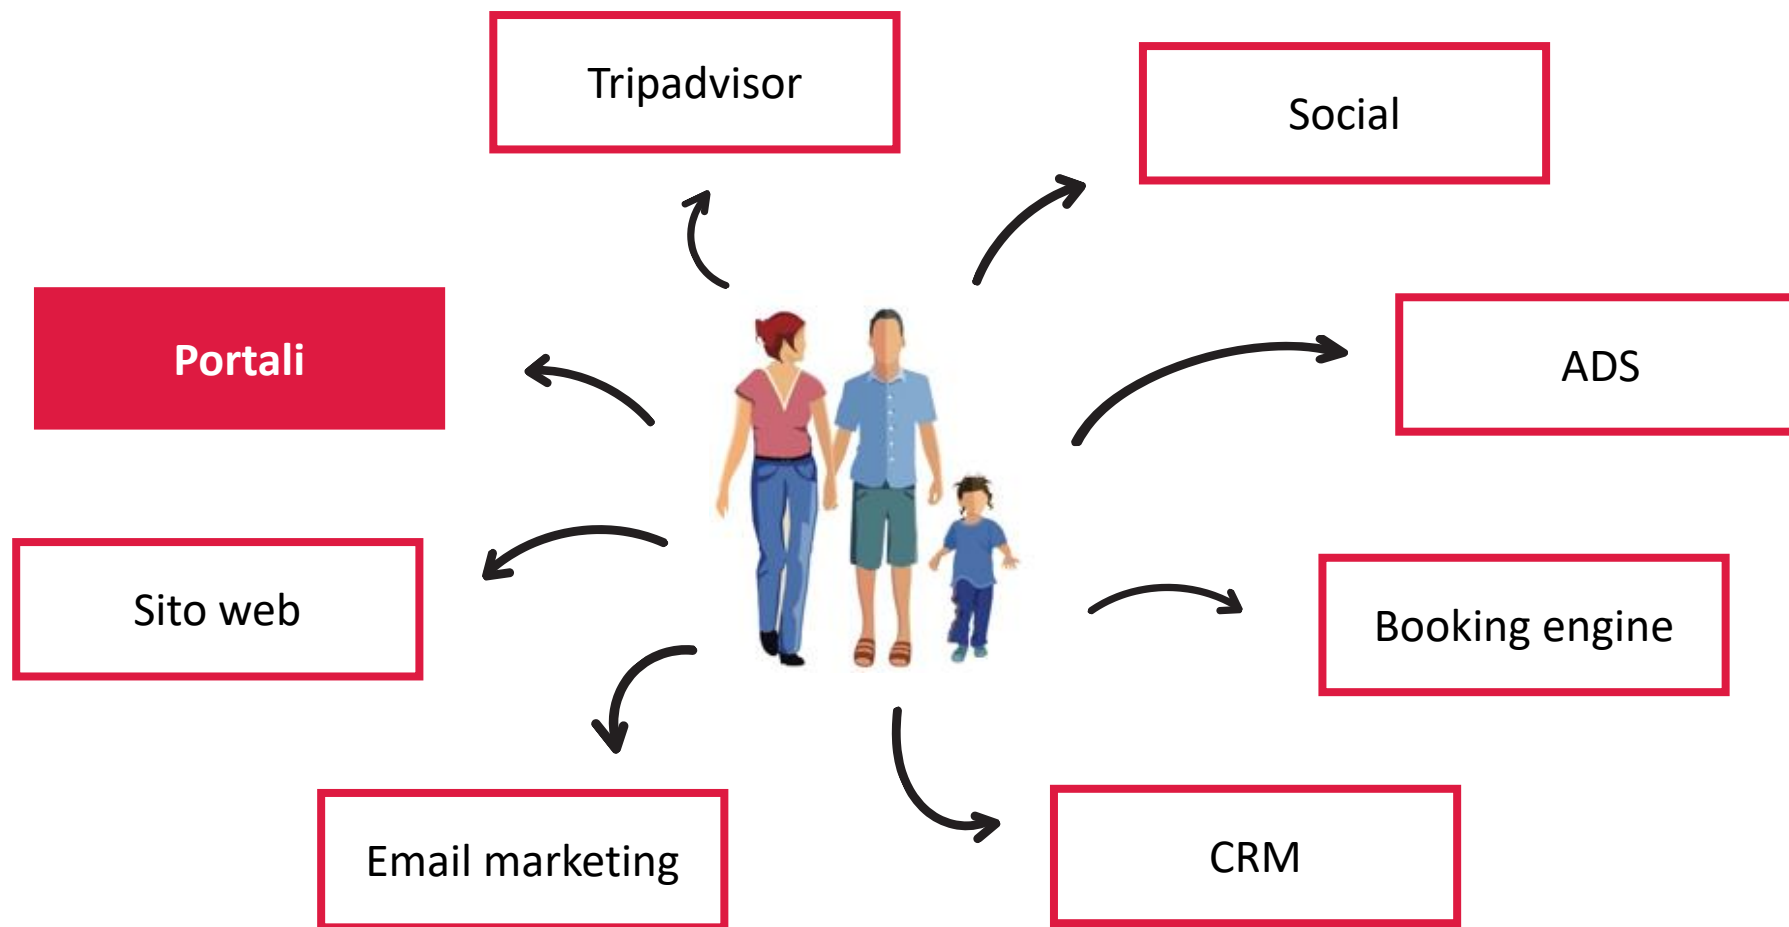 Tripadvisor
Social
Portali
ADS
Sito web
Booking engine
Email marketing
CRM